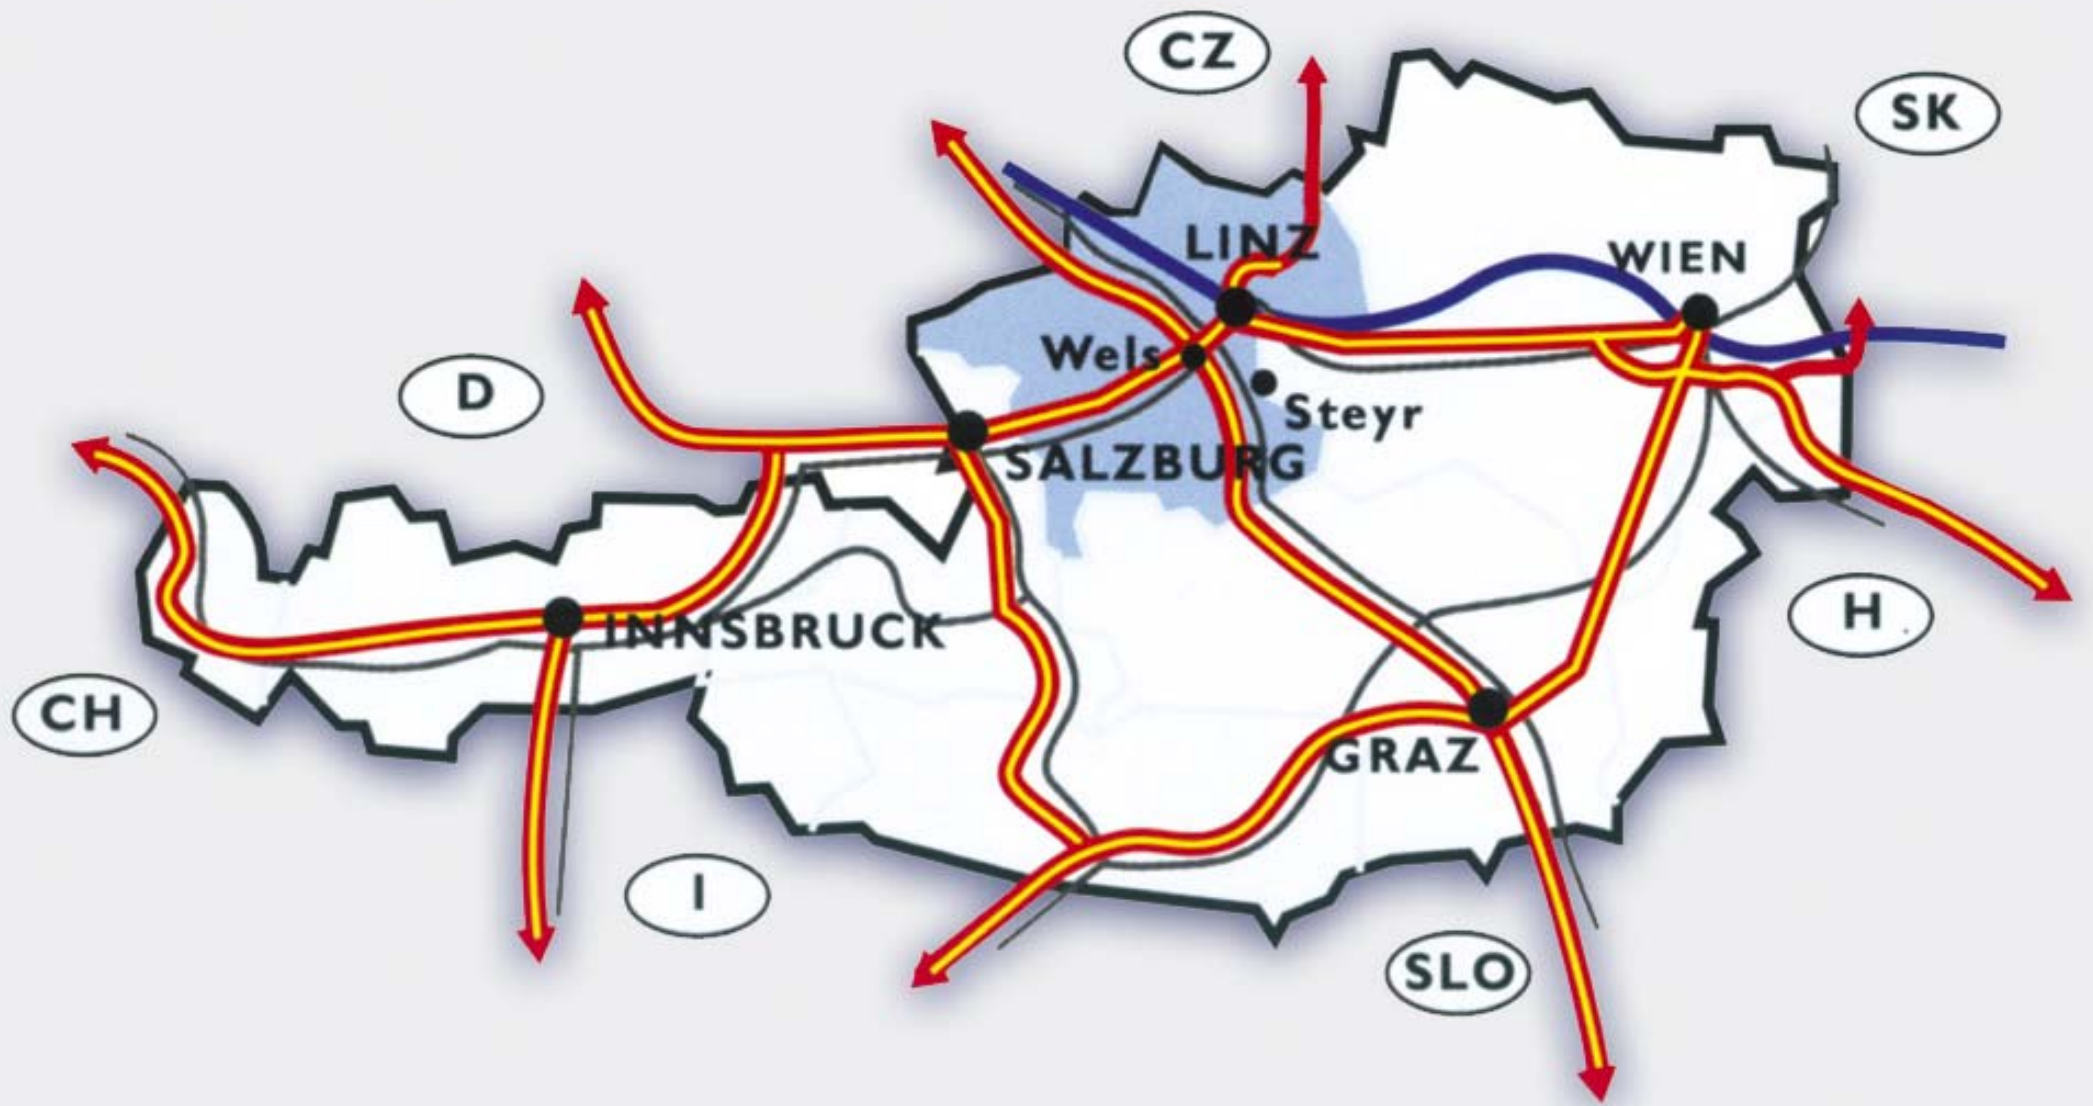 CZ
SK
LINZ
WIEN
Wels
D
Steyr
SALZBURG
H
INNSBRUCK
CH
GRAZ
I
SLO